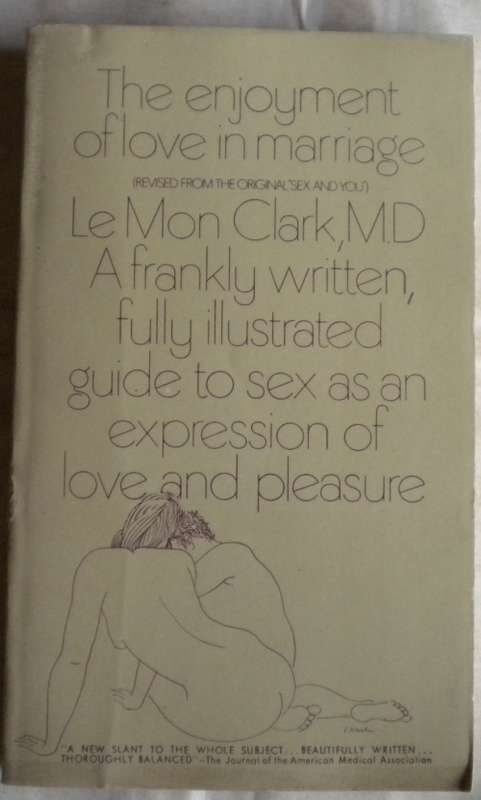 The enjoyment
of love in marriage
(REVISED FROM THE ORIGINAL "SEX AND YOU")
Le Mon Clark, M.D
A frankly written,
fully illustrated
guide to sex as an
expression of
love and pleasure
"A NEW SLANT TO THE WHOLE SUBJECT... BEAUTIFULLY WRITTEN...
THOROUGHLY BALANCED"-The Journal of the American Medical Association